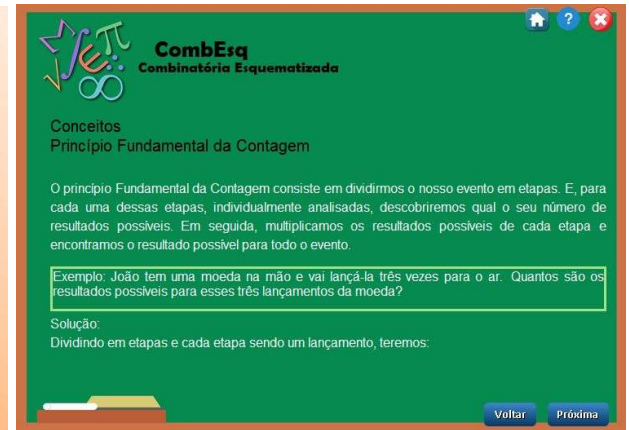 CombEsq
Combinatória Esquematizada
Conceitos
Princípio Fundamental da Contagem
O princípio Fundamental da Contagem consiste em dividirmos o nosso evento em etapas. E, para
cada uma dessas etapas, individualmente analisadas, descobriremos qual o seu número de
resultados possíveis. Em seguida, multiplicamos os resultados possíveis de cada etapa e
encontramos o resultado possível para todo o evento.
Exemplo: João tem uma moeda na mão e vai lançá-la três vezes para o ar. Quantos são os
resultados possíveis para esses três lançamentos da moeda?
Solução:
Dividindo em etapas e cada etapa sendo um lançamento, teremos:
Voltar Próxima